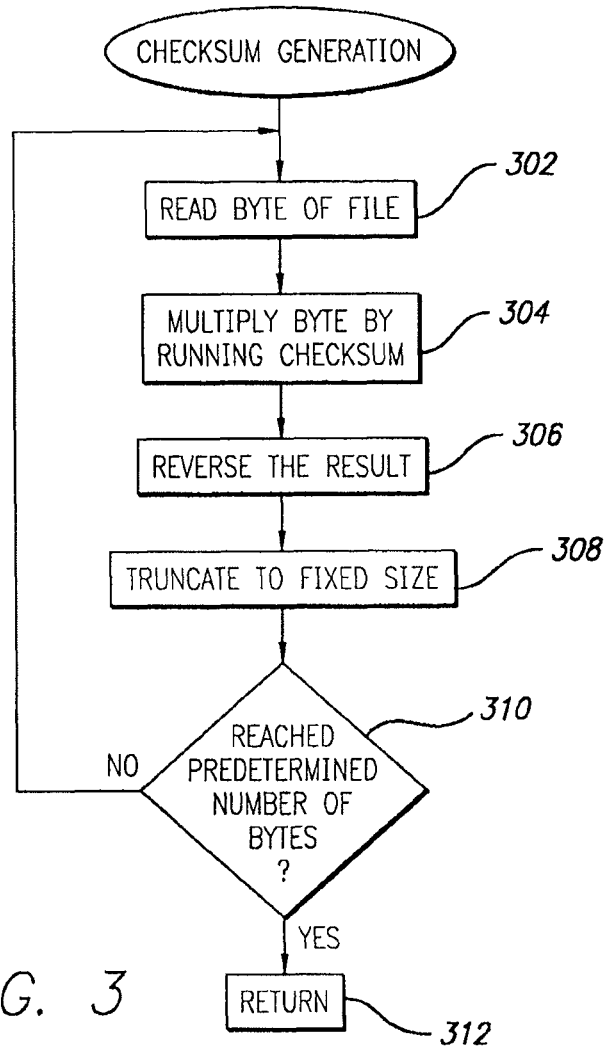 CHECKSUM GENERATION
302
READ BYTE OF FILE
304
MULTIPLY BYTE BY
RUNNING CHECKSUM
306
REVERSE THE RESULT
308
TRUNCATE TO FIXED SIZE
310
REACHED
PREDETERMINED
NUMBER OF
BYTES
?
NO
YES
G. 3
RETURN
312